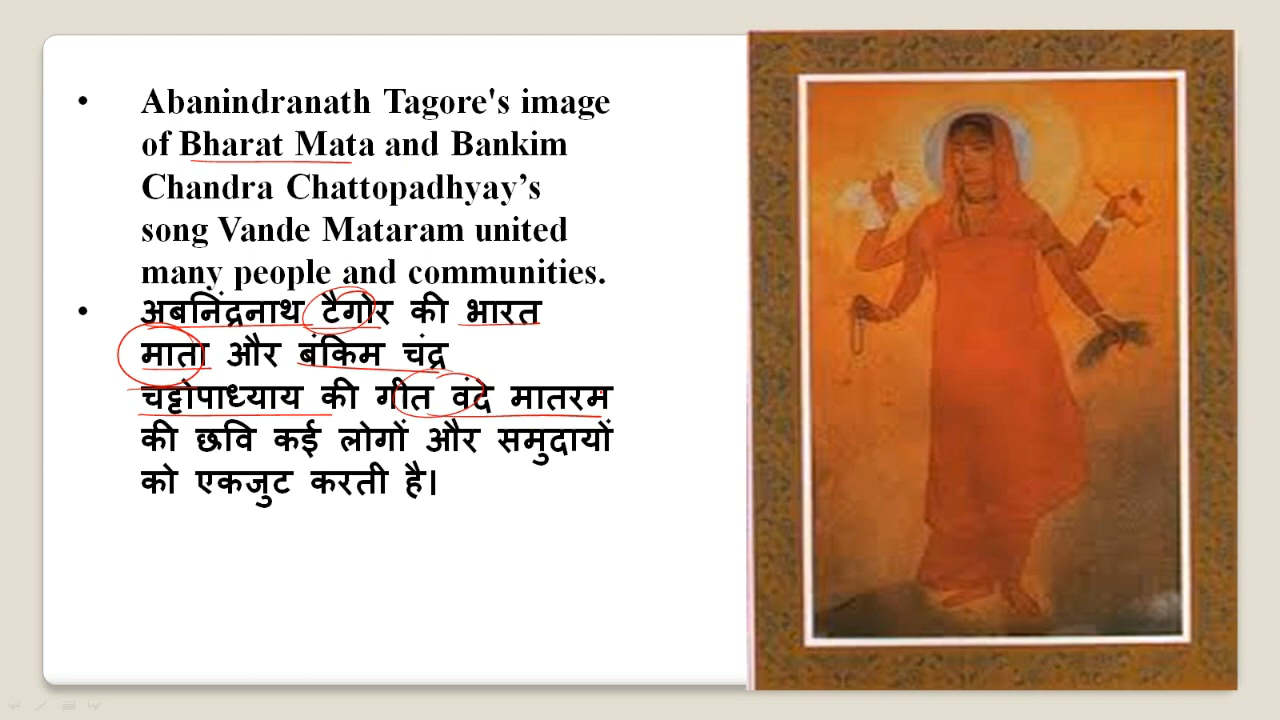 • Abanindranath Tagore's image
of Bharat Mata and Bankim
Chandra Chattopadhyay’s
song Vande Mataram united
many people and communities.
• अबनिंद्रनाथ टैगोर की भारत
माता और बंकिम चंद्र
चट्टोपाध्याय की गीत वंदे मातरम
की छवि कई लोगों और समुदायों
को एकजुट करती है।